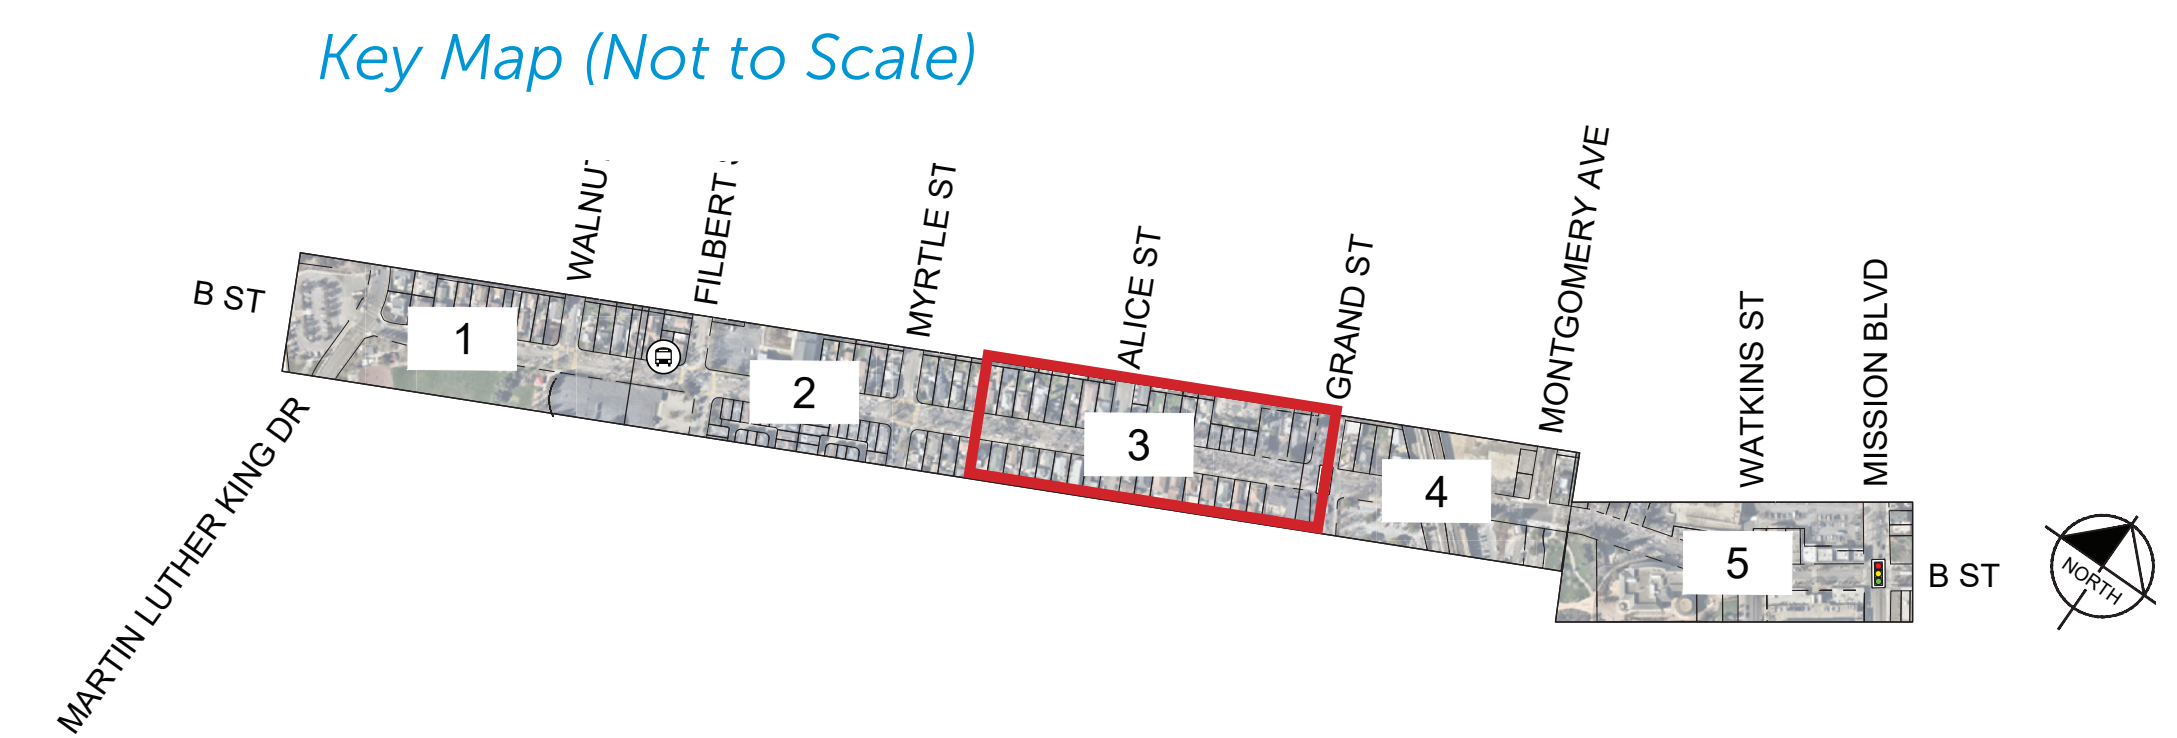 Key Map (Not to Scale)
B ST
MARTIN LUTHER KING DR
WALNUT
FILBERT
MYRTLE ST
ALICE ST
GRAND ST
MONTGOMERY AVE
WATKINS ST
MISSION BLVD
1
2
3
4
5
B ST
NORTH